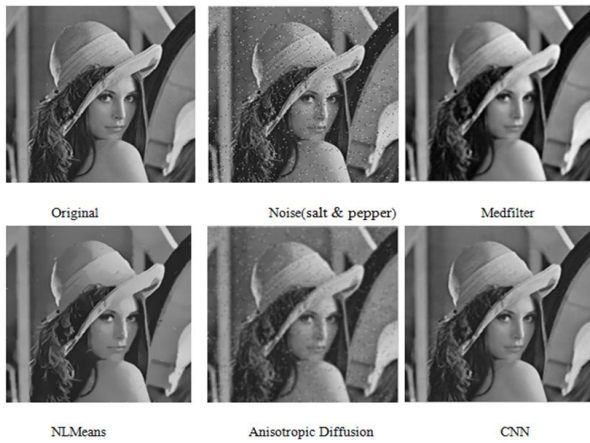 Original
Noise(salt & pepper)
Medfilter
NLMeans
Anisotropic Diffusion
CNN